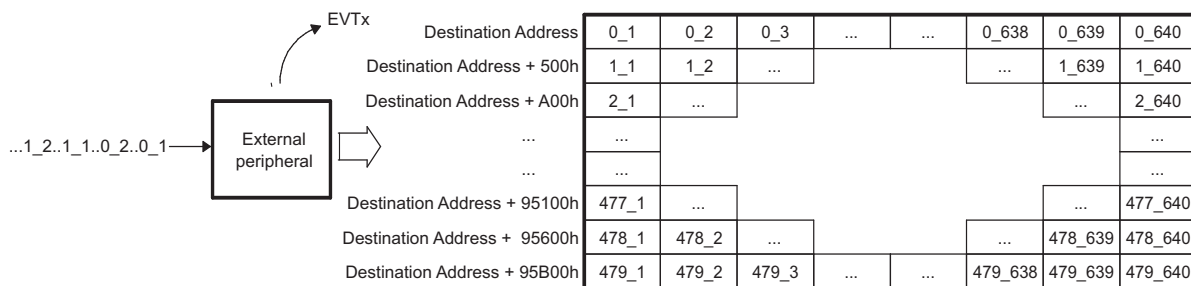 EVTx
Destination Address 0_1 0_2 0_3 ... ... 0_638 0_639 0_640
Destination Address + 500h 1_1 1_2 ... ... 1_639 1_640
Destination Address + A00h 2_1 ... ... 2_640
...1_2..1_1..0_2..0_1
External
peripheral
... ... ...
... ... ...
Destination Address + 95100h 477_1 ... ... 477_640
Destination Address + 95600h 478_1 478_2 ... ... 478_639 478_640
Destination Address + 95B00h 479_1 479_2 479_3 ... ... 479_638 479_639 479_640